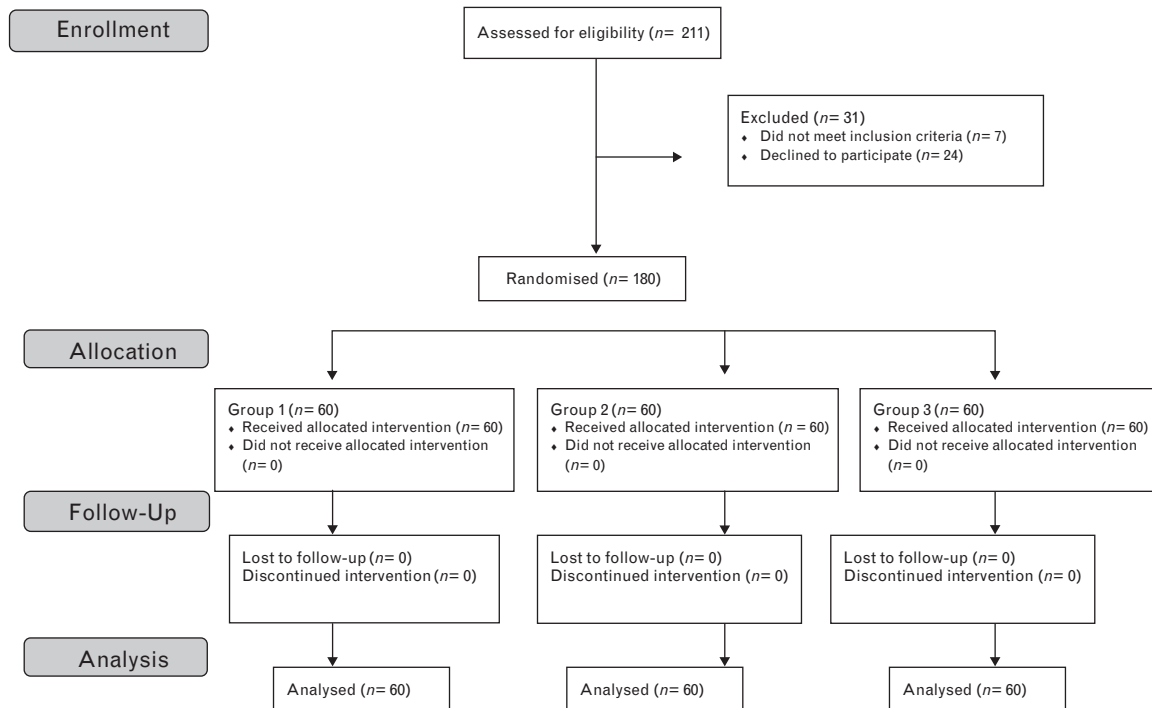 Enrollment
Assessed for eligibility (n= 211)
Excluded (n= 31)
⬧ Did not meet inclusion criteria (n= 7)
⬧ Declined to participate (n= 24)
Randomised (n= 180)
Allocation
Group 1 (n= 60)
⬧ Received allocated intervention (n= 60)
⬧ Did not receive allocated intervention
(n= 0)
Group 2 (n= 60)
⬧ Received allocated intervention (n = 60)
⬧ Did not receive allocated intervention
(n= 0)
Group 3 (n= 60)
⬧ Received allocated intervention (n= 60)
⬧ Did not receive allocated intervention
(n= 0)
Follow-Up
Lost to follow-up (n= 0)
Discontinued intervention (n= 0)
Lost to follow-up (n= 0)
Discontinued intervention (n= 0)
Lost to follow-up (n= 0)
Discontinued intervention (n= 0)
Analysis
Analysed (n= 60)
Analysed (n= 60)
Analysed (n= 60)